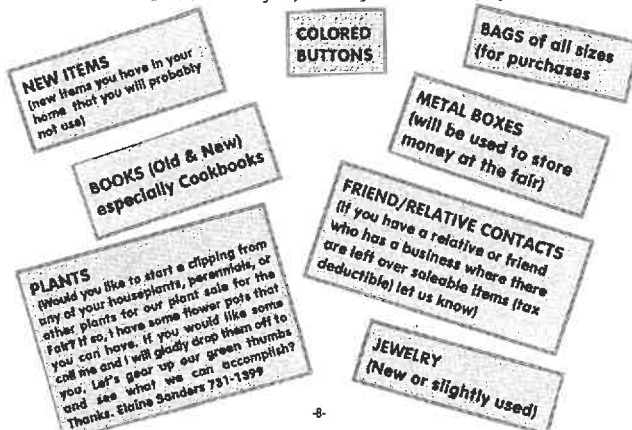 COLORED
BUTTONS
BAGS of all sizes
(for purchases
NEW ITEMS
(new items you have in your
home that you will probably
not use)
METAL BOXES
(will be used to store
money at the fair)
BOOKS (Old & New)
especially Cookbooks
FRIEND/RELATIVE CONTACTS
(If you have a relative or friend
who has a business where there
are left over saleable items (tax
deductible) let us know)
PLANTS
(Would you like to start a clipping from
any of your houseplants, perennials, or
other plants for our plant sale for the
Fair? If so, I have some flower pots that
you can have. If you would like some
call me and I will gladly drop them off to
you. Let's gear up our green thumbs
and see what we can accomplish?
Thanks. Elaine Sanders 731-1399
JEWELRY
(New or slightly used)
-8-